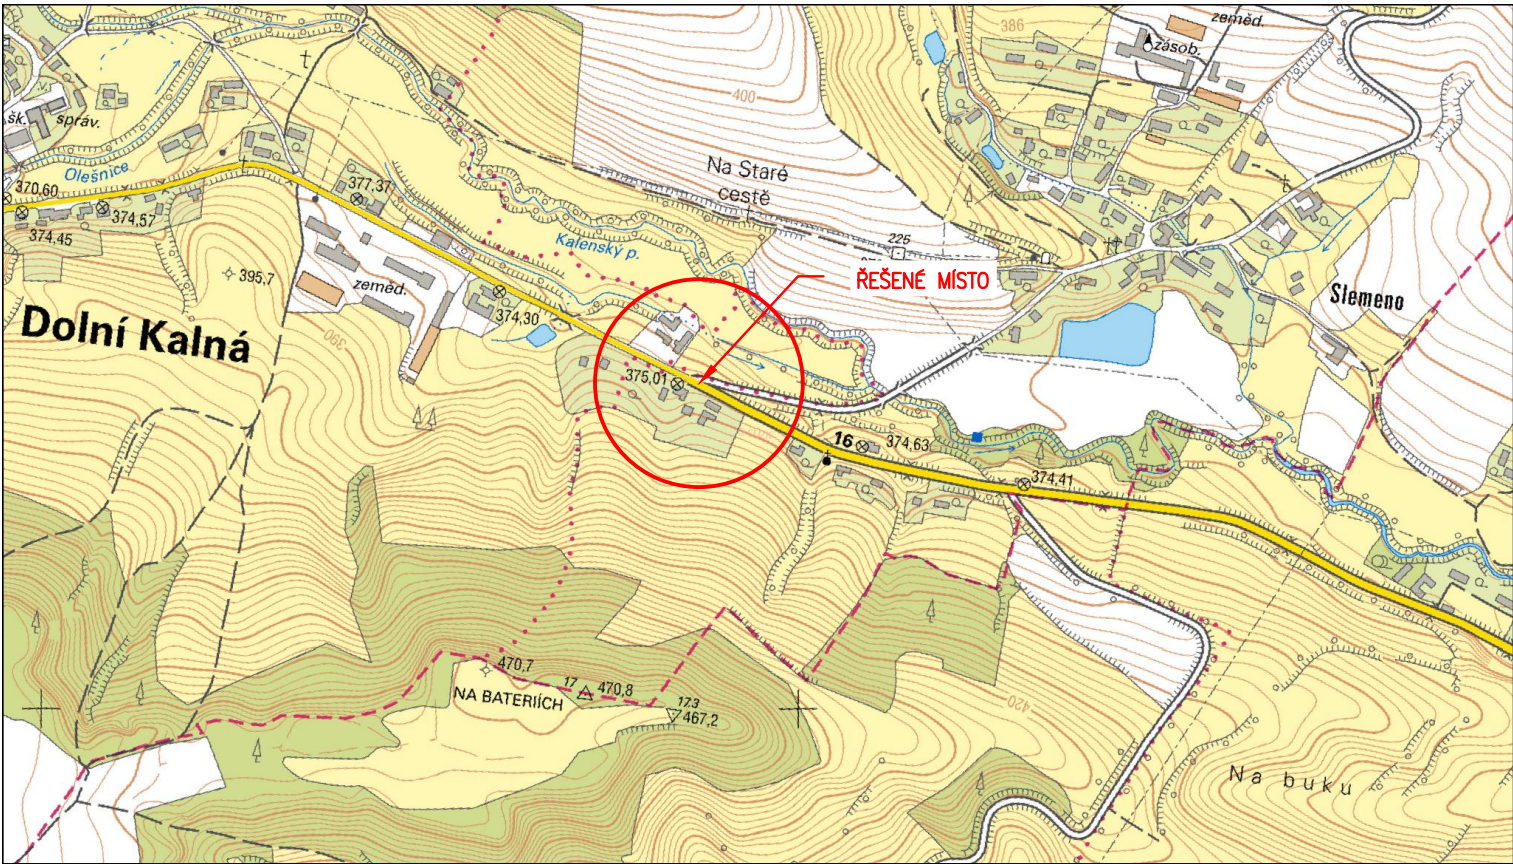 zeměd.
386
zásob.
400
šk.
správ.
Olešnice
Na Staré
cestě
370,60
377,37
374,57
374,45
Kalenský p.
225
ŘEŠENÉ MÍSTO
395,7
zeměd.
Slemeno
374,30
Dolní Kalná
390
375,01
16
374,63
374,41
470,7
17
470,8
NA BATERIÍCH
17.3
467,2
420
Na buku